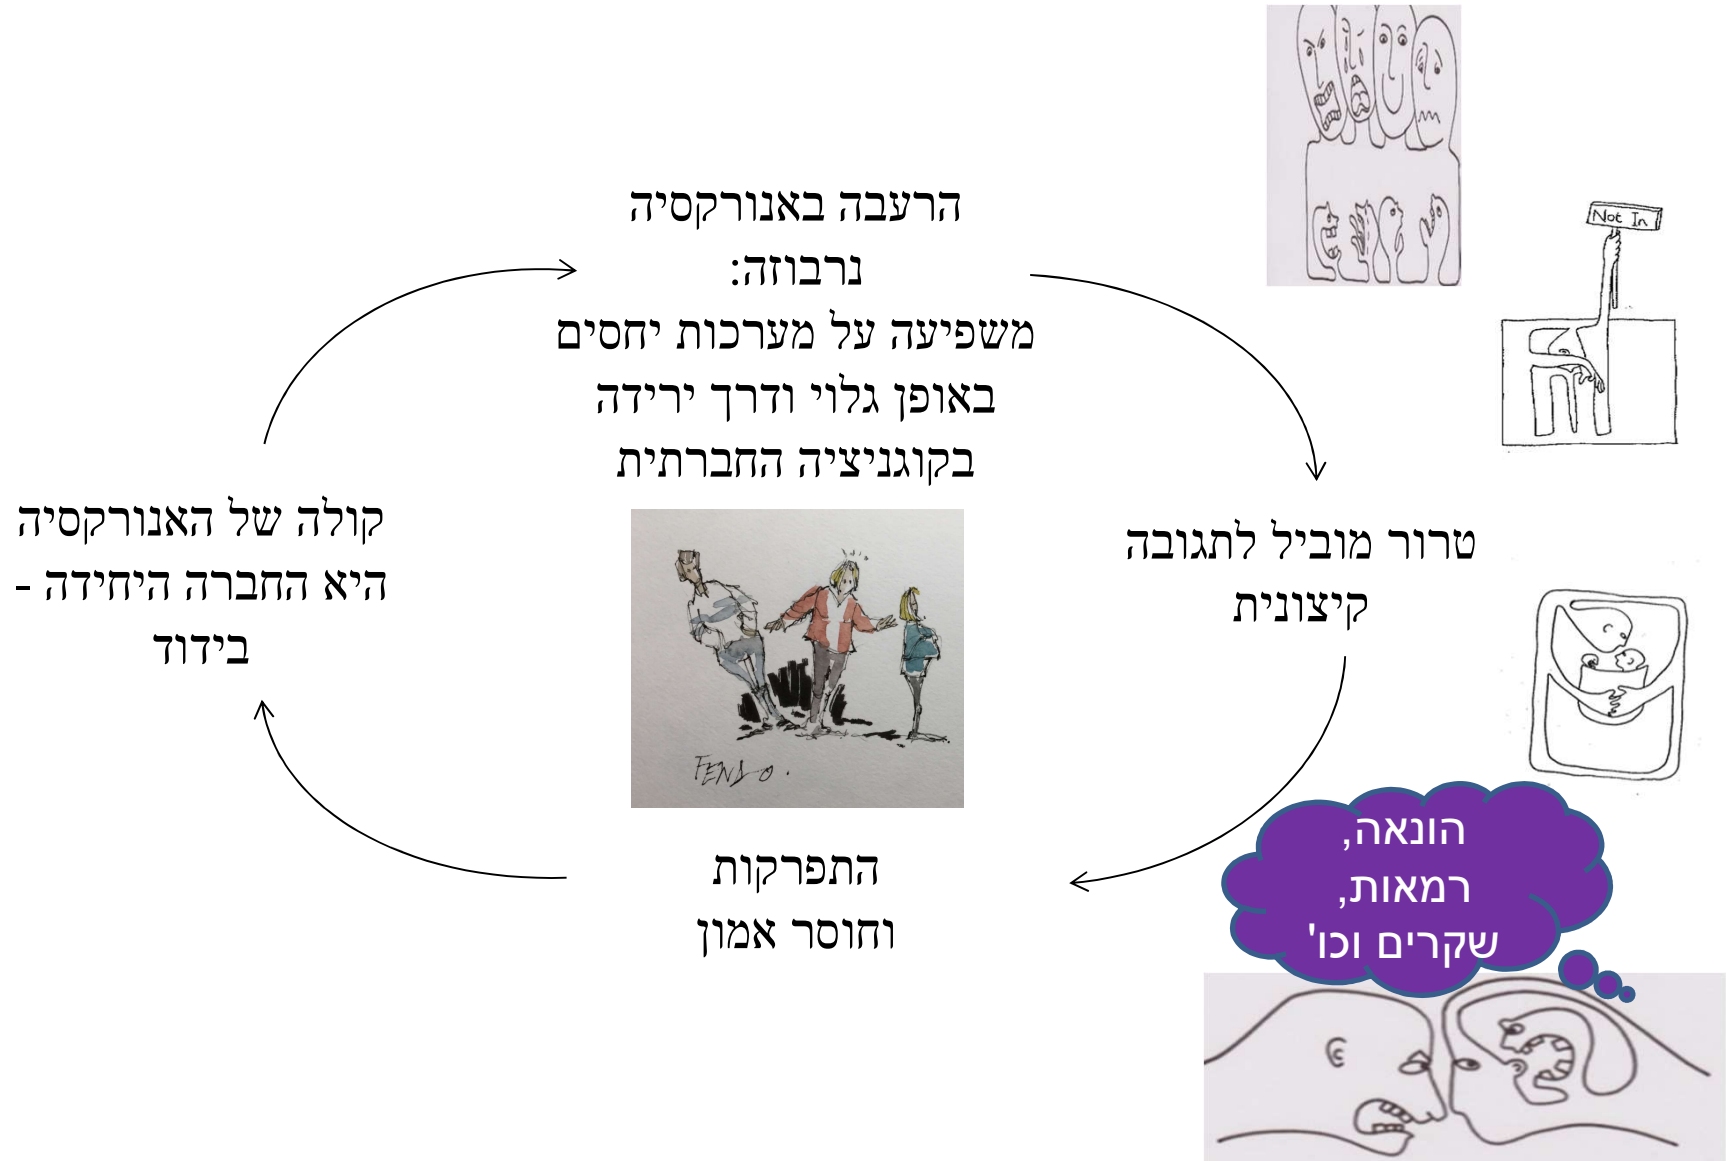 הרעבה באנורקסיה
נרבוזה:
משפיעה על מערכות יחסים
באופן גלוי ודרך ירידה
בקוגניציה החברתית
Not In
טרור מוביל לתגובה
קיצונית
הונאה,
רמאות,
שקרים וכו'
התפרקות
וחוסר אמון
קולה של האנורקסיה
היא החברה היחידה -
בידוד